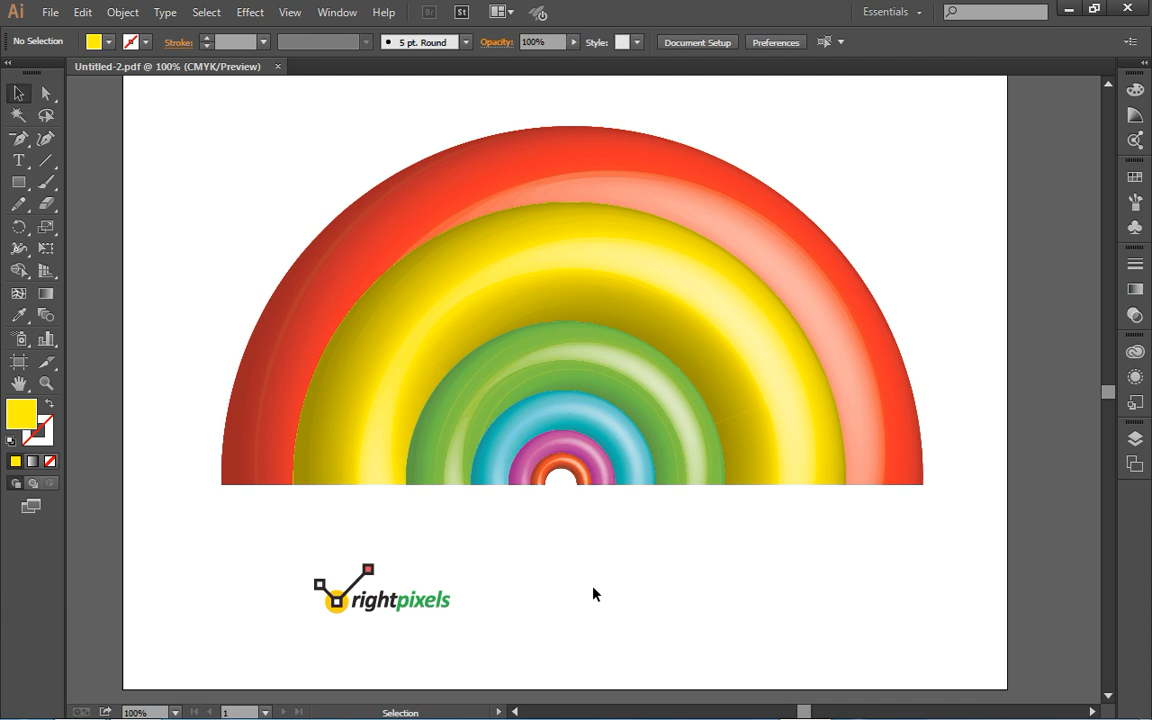 Ai File Edit Object Type Select Effect View Window Help Br St Essentials
No Selection Stroke: 5 pt. Round Opacity: 100% Style: Document Setup Preferences
Untitled-2.pdf @ 100% (CMYK/Preview) ×
T
rightpixels
100% 1 Selection